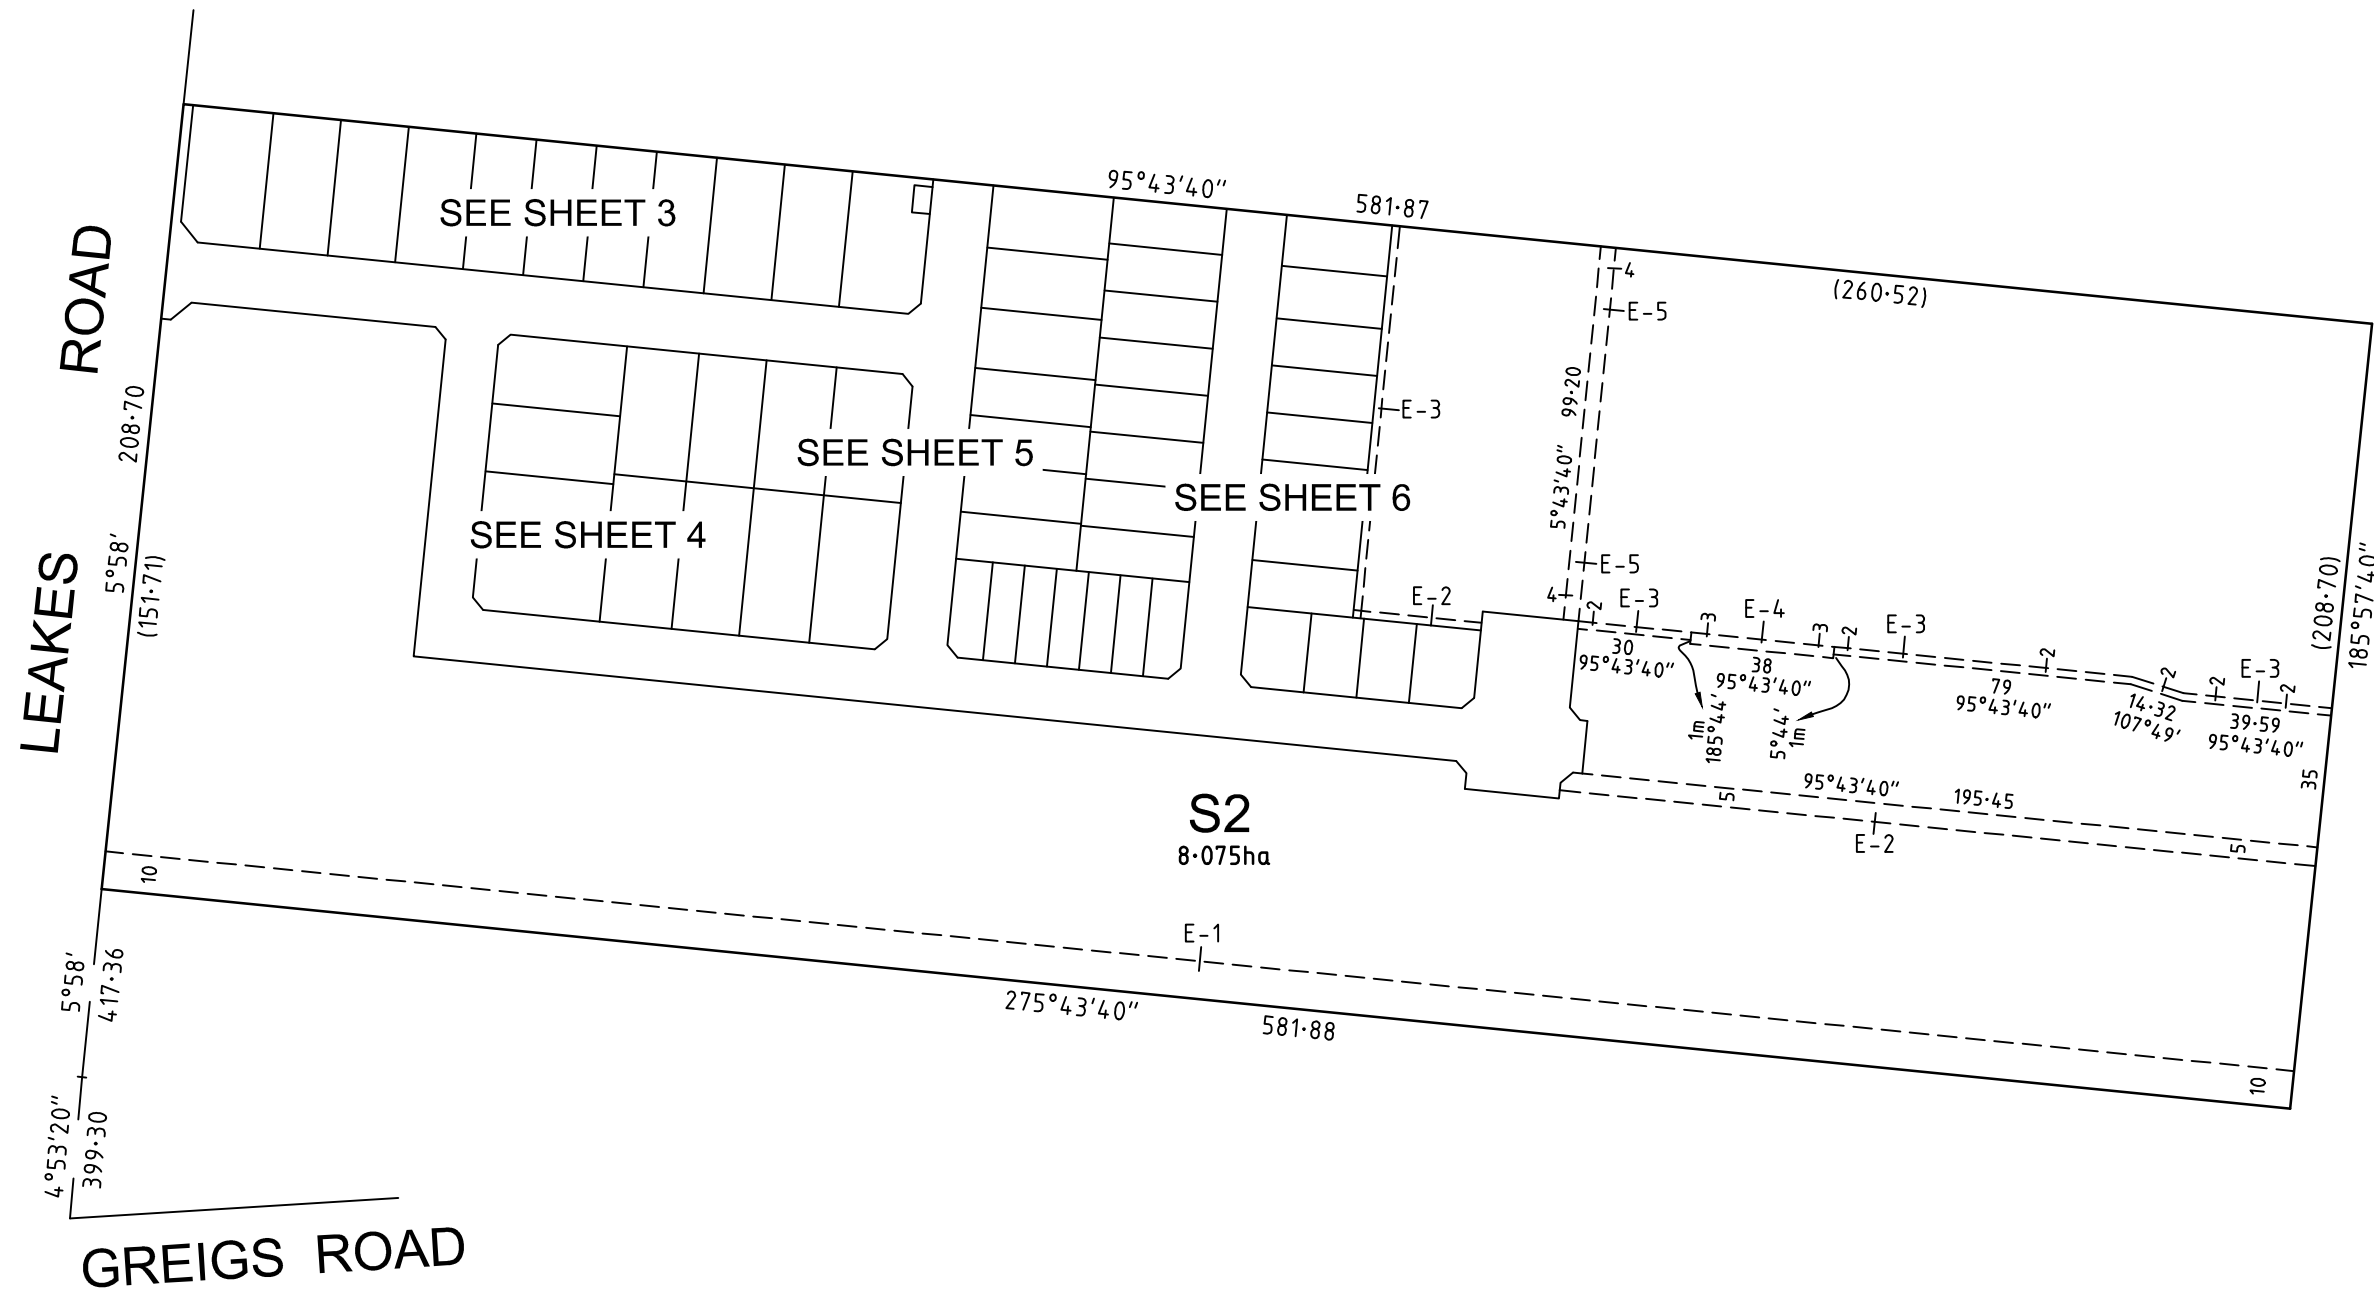 95°43'40"
581·87
SEE SHEET 3
(260·52)
4
E-5
ROAD
99·20
5°43'40"
E-3
208·70
SEE SHEET 5
SEE SHEET 6
SEE SHEET 4
5°58'
(151·71)
LEAKES
E-5
4
E-2
2
E-3
3
E-4
3
2
E-3
2
2
2
E-3
2
(208·70)
185°57'40"
30
95°43'40"
38
95°43'40"
79
95°43'40"
14·32
107°49'
39·59
95°43'40"
1m
185°44'
5°44'
1m
35
95°43'40"
195·45
5
5
E-2
S2
8·075ha
10
E-1
10
275°43'40"
581·88
5°58'
417·36
4°53'20"
399·30
GREIGS ROAD